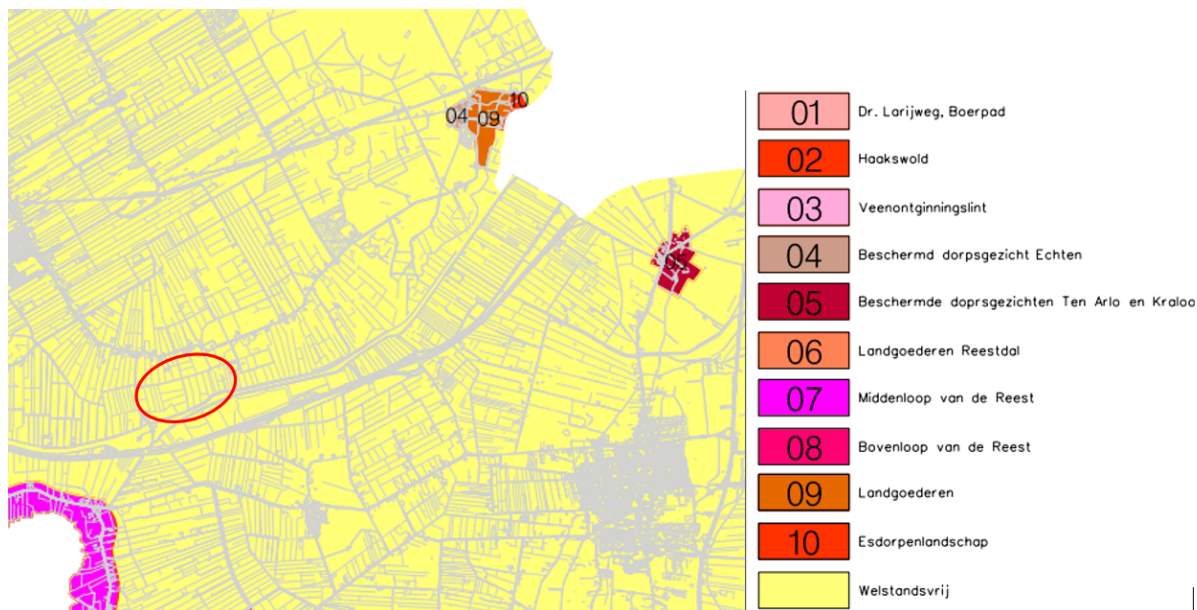 10
04
09
05
01 Dr. Larijweg, Boerpad
02 Haakswold
03 Veenontginningslint
04 Beschermd dorpsgezicht Echten
05 Beschermde doprsgezichten Ten Arlo en Kraloo
06 Landgoederen Reestdal
07 Middenloop van de Reest
08 Bovenloop van de Reest
09 Landgoederen
10 Esdorpenlandschap
Welstandsvrij